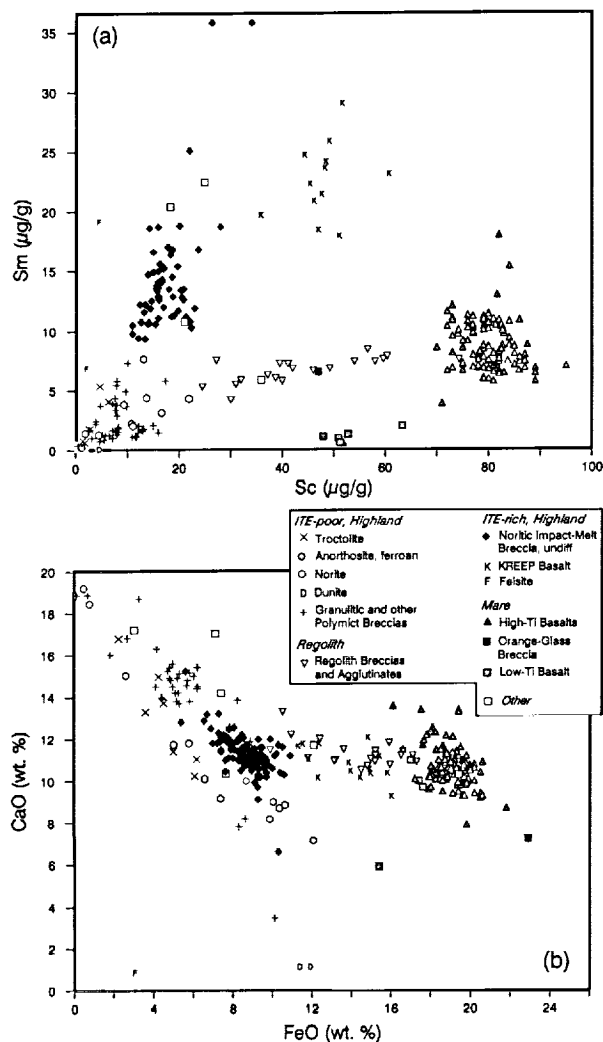 (a)
35
30
25
20
15
10
5
0
Sm (µg/g)
0
20
40
60
80
100
Sc (µg/g)
ITE-poor, Highland
Troctolite
Anorthosite, ferroan
Norite
Dunite
Granulitic and other
Polymict Breccias
Regolith
Regolith Breccias
and Agglutinates
ITE-rich, Highland
Noritic Impact-Melt
Breccia, undiff
KREEP Basalt
Felsite
Mare
High-Ti Basalts
Orange-Glass
Breccia
Low-Ti Basalt
Other
20
18
16
14
12
10
8
6
4
2
0
CaO (wt. %)
(b)
0
4
8
12
16
20
24
FeO (wt. %)